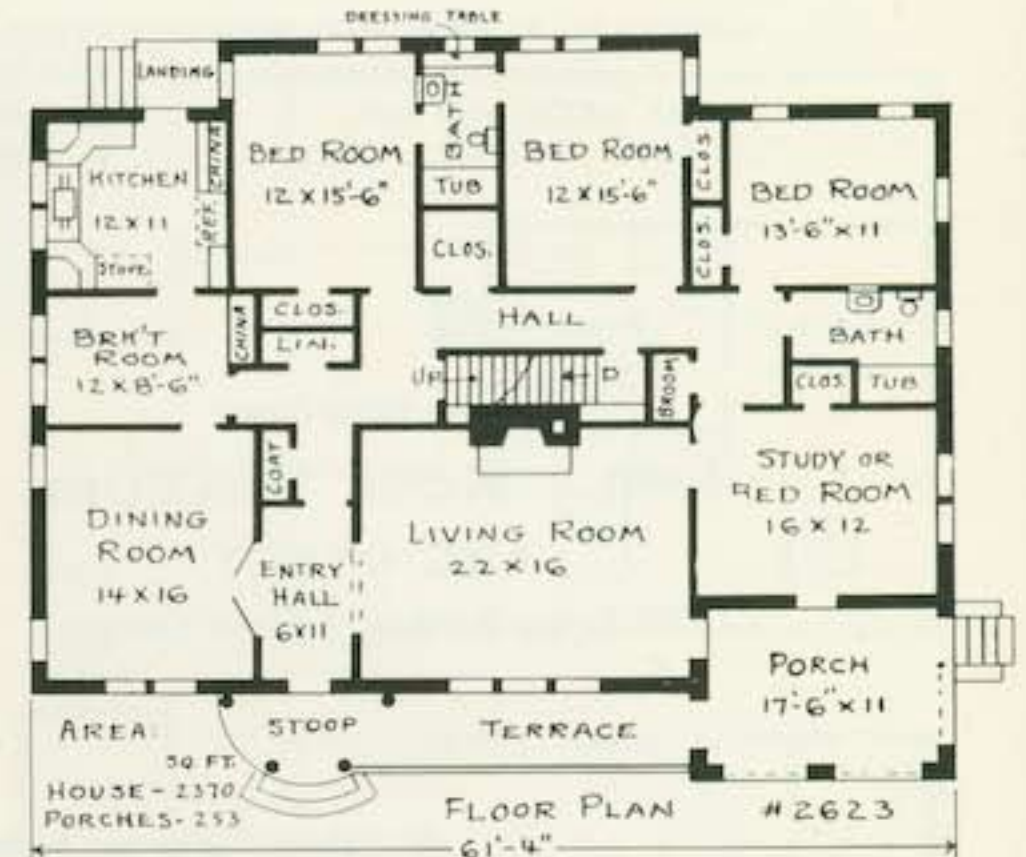 DRESSING TABLE
LANDING
BED ROOM
12 X 15'-6"
BATH
TUB
CLOS.
BED ROOM
12 X 15'-6"
CLOS.
CLOS.
BED ROOM
13'-6" X 11
KITCHEN
12 X 11
CHINA
REF.
STOVE
BRK'T
ROOM
12 X 8'-6"
CHINA
CLOS.
LIN.
HALL
UP
D
BROOM
BATH
CLOS.
TUB
COAT
DINING
ROOM
14 X 16
ENTRY
HALL
6X11
LIVING ROOM
22 X 16
STUDY OR
BED ROOM
16 X 12
PORCH
17'-6" X 11
STOOP
TERRACE
AREA:
SQ. FT.
HOUSE - 2370
PORCHES - 253
FLOOR PLAN
#2623
61'-4"